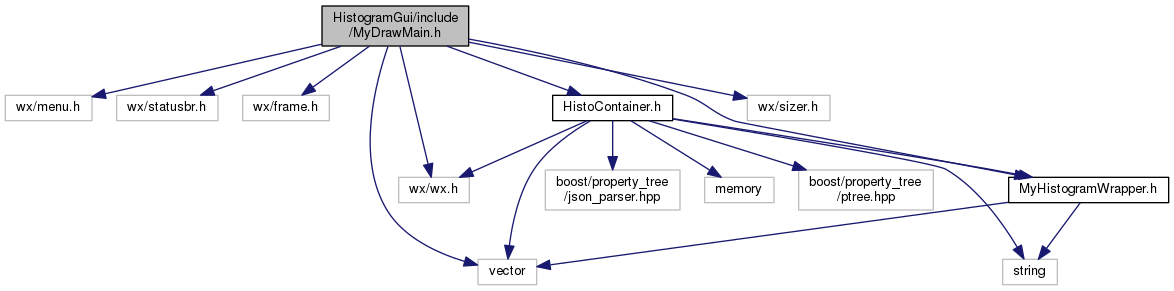 HistogramGui/include
/MyDrawMain.h
wx/menu.h
wx/statusbr.h
wx/frame.h
HistoContainer.h
wx/sizer.h
wx/wx.h
boost/property_tree
/json_parser.hpp
memory
boost/property_tree
/ptree.hpp
MyHistogramWrapper.h
vector
string